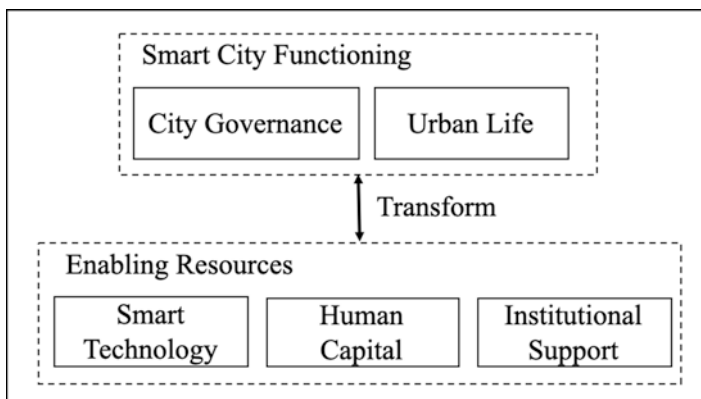 Smart City Functioning
City Governance
Urban Life
Transform
Enabling Resources
Smart
Technology
Human
Capital
Institutional
Support